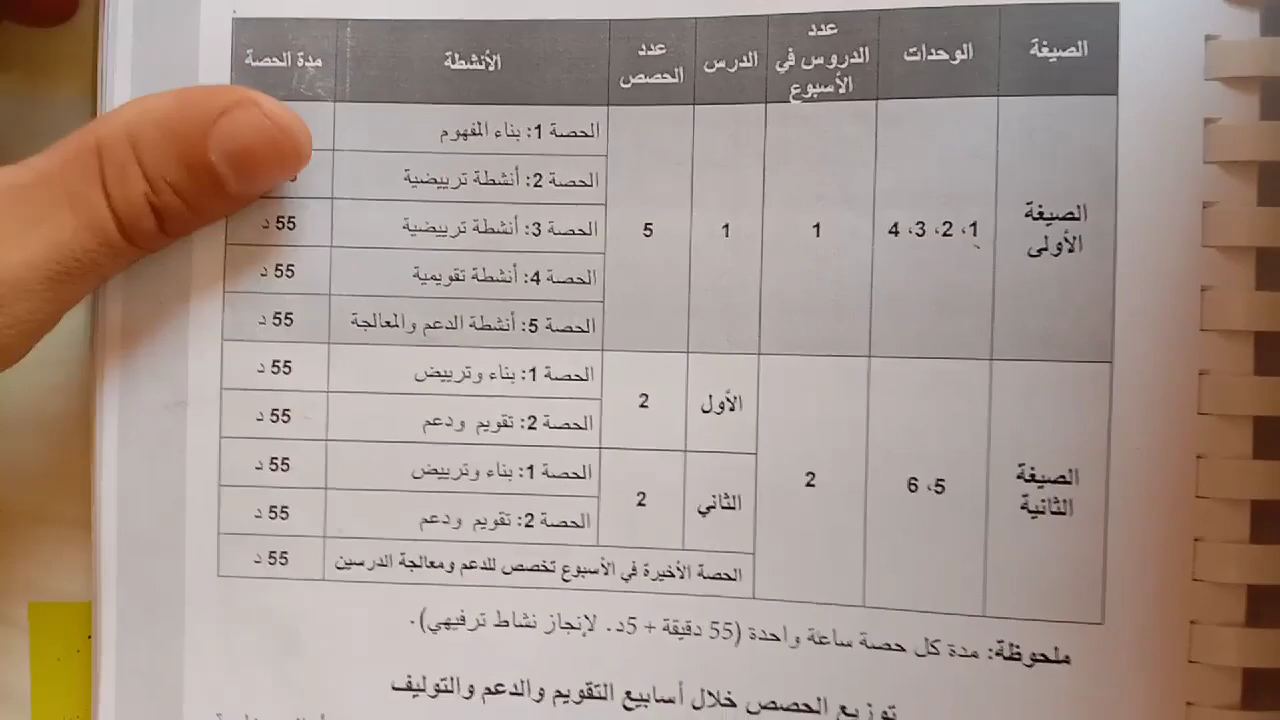 الصيغة الوحدات عدد الدروس في الأسبوع الدرس عدد الحصص الأنشطة مدة الحصة
الصيغة الأولى 1، 2، 3، 4 1 1 5
الحصة 1: بناء المفهوم
الحصة 2: أنشطة ترييضية
الحصة 3: أنشطة ترييضية 55 د
الحصة 4: أنشطة تقويمية 55 د
الحصة 5: أنشطة الدعم والمعالجة 55 د
الصيغة الثانية 5، 6 2
الأول 2
الحصة 1: بناء وترييض 55 د
الحصة 2: تقويم ودعم 55 د
الثاني 2
الحصة 1: بناء وترييض 55 د
الحصة 2: تقويم ودعم 55 د
الحصة الأخيرة في الأسبوع تخصص للدعم ومعالجة الدرسين 55 د
ملحوظة: مدة كل حصة ساعة واحدة (55 دقيقة + 5د. لإنجاز نشاط ترفيهي).
توزيع الحصص خلال أسابيع التقويم والدعم والتوليف